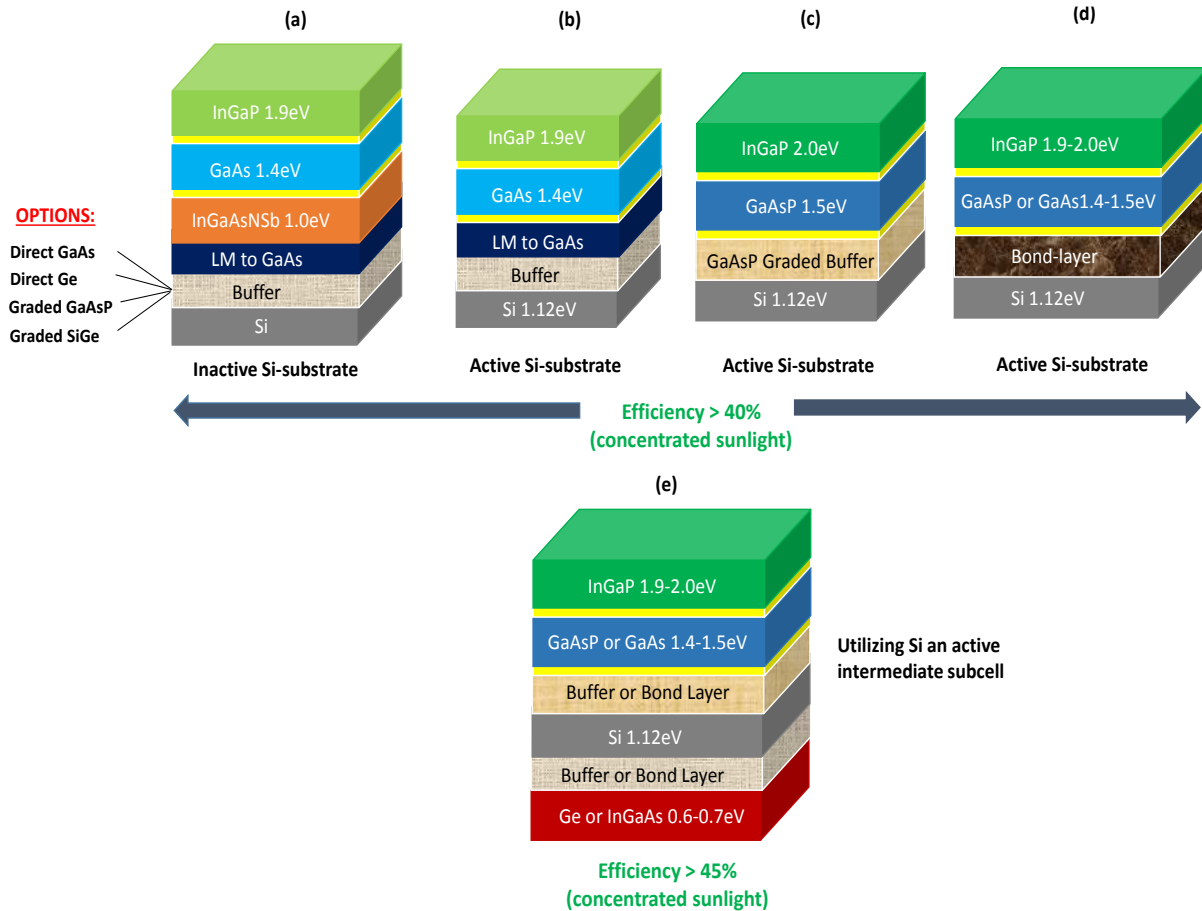 (a)
InGaP 1.9eV
GaAs 1.4eV
InGaAsNSb 1.0eV
LM to GaAs
Buffer
Si
Inactive Si-substrate
OPTIONS:
Direct GaAs
Direct Ge
Graded GaAsP
Graded SiGe
(b)
InGaP 1.9eV
GaAs 1.4eV
LM to GaAs
Buffer
Si 1.12eV
Active Si-substrate
(c)
InGaP 2.0eV
GaAsP 1.5eV
GaAsP Graded Buffer
Si 1.12eV
Active Si-substrate
(d)
InGaP 1.9-2.0eV
GaAsP or GaAs1.4-1.5eV
Bond-layer
Si 1.12eV
Active Si-substrate
Efficiency > 40%
(concentrated sunlight)
(e)
InGaP 1.9-2.0eV
GaAsP or GaAs 1.4-1.5eV
Buffer or Bond Layer
Si 1.12eV
Buffer or Bond Layer
Ge or InGaAs 0.6-0.7eV
Utilizing Si an active
intermediate subcell
Efficiency > 45%
(concentrated sunlight)